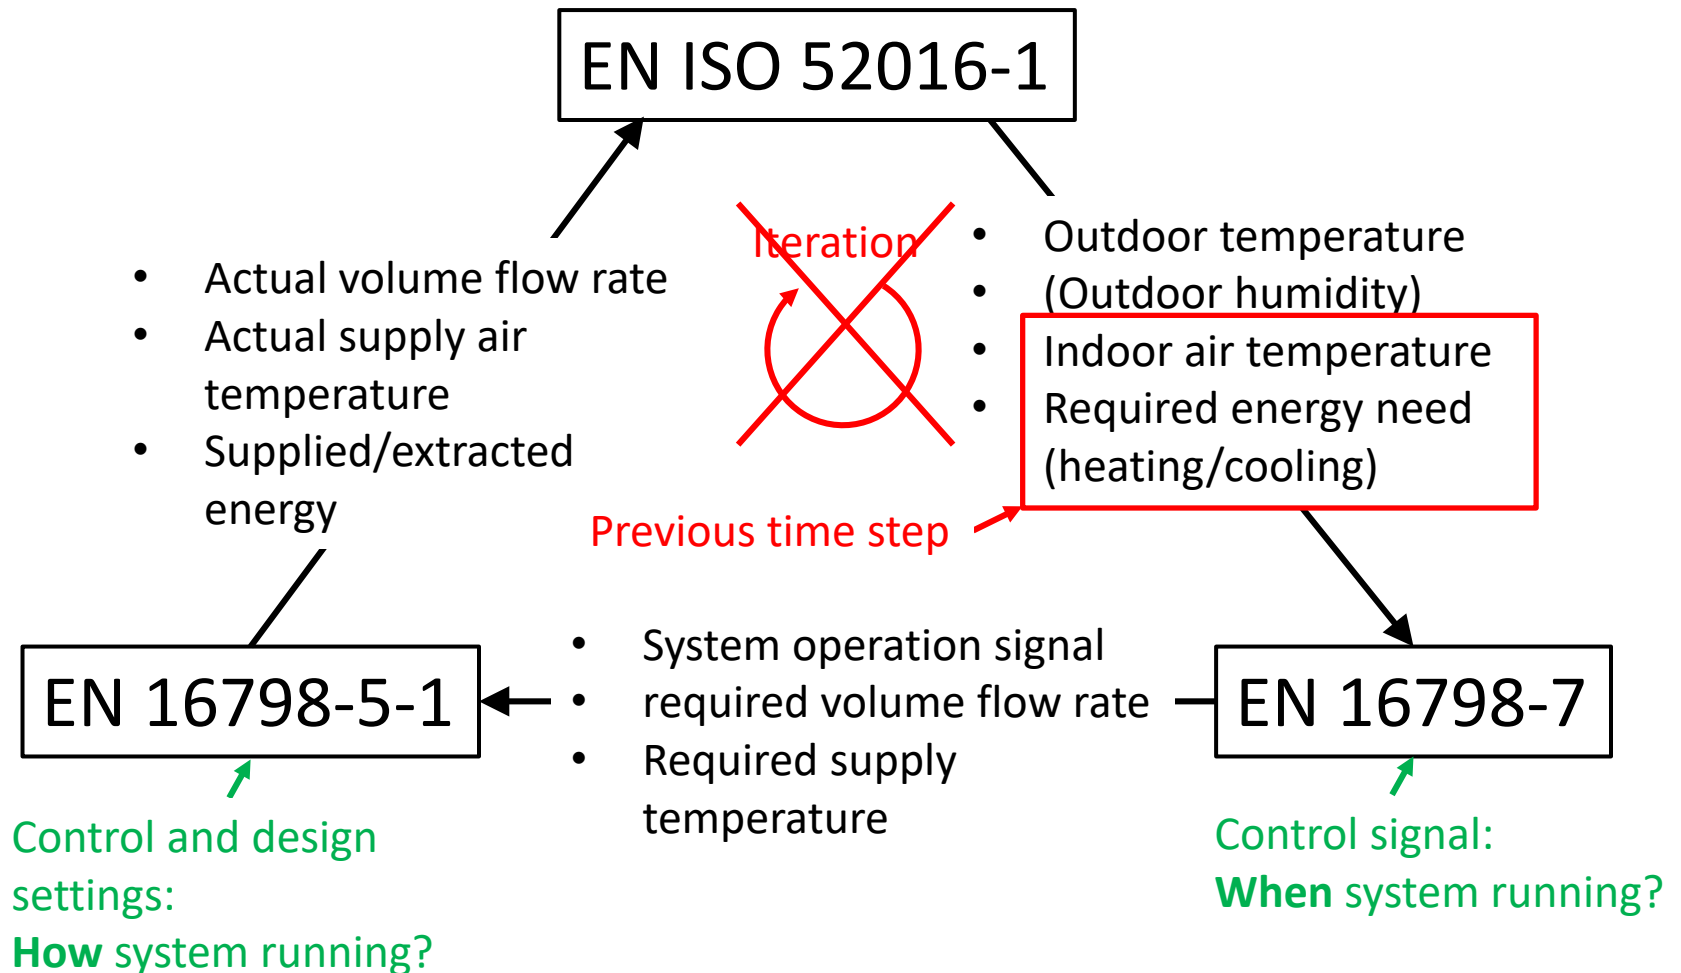 EN ISO 52016-1
Iteration
• Actual volume flow rate
• Actual supply air
temperature
• Supplied/extracted
energy
• Outdoor temperature
• (Outdoor humidity)
• Indoor air temperature
• Required energy need
(heating/cooling)
Previous time step
EN 16798-5-1
• System operation signal
• required volume flow rate
• Required supply
temperature
EN 16798-7
Control and design
settings:
How system running?
Control signal:
When system running?